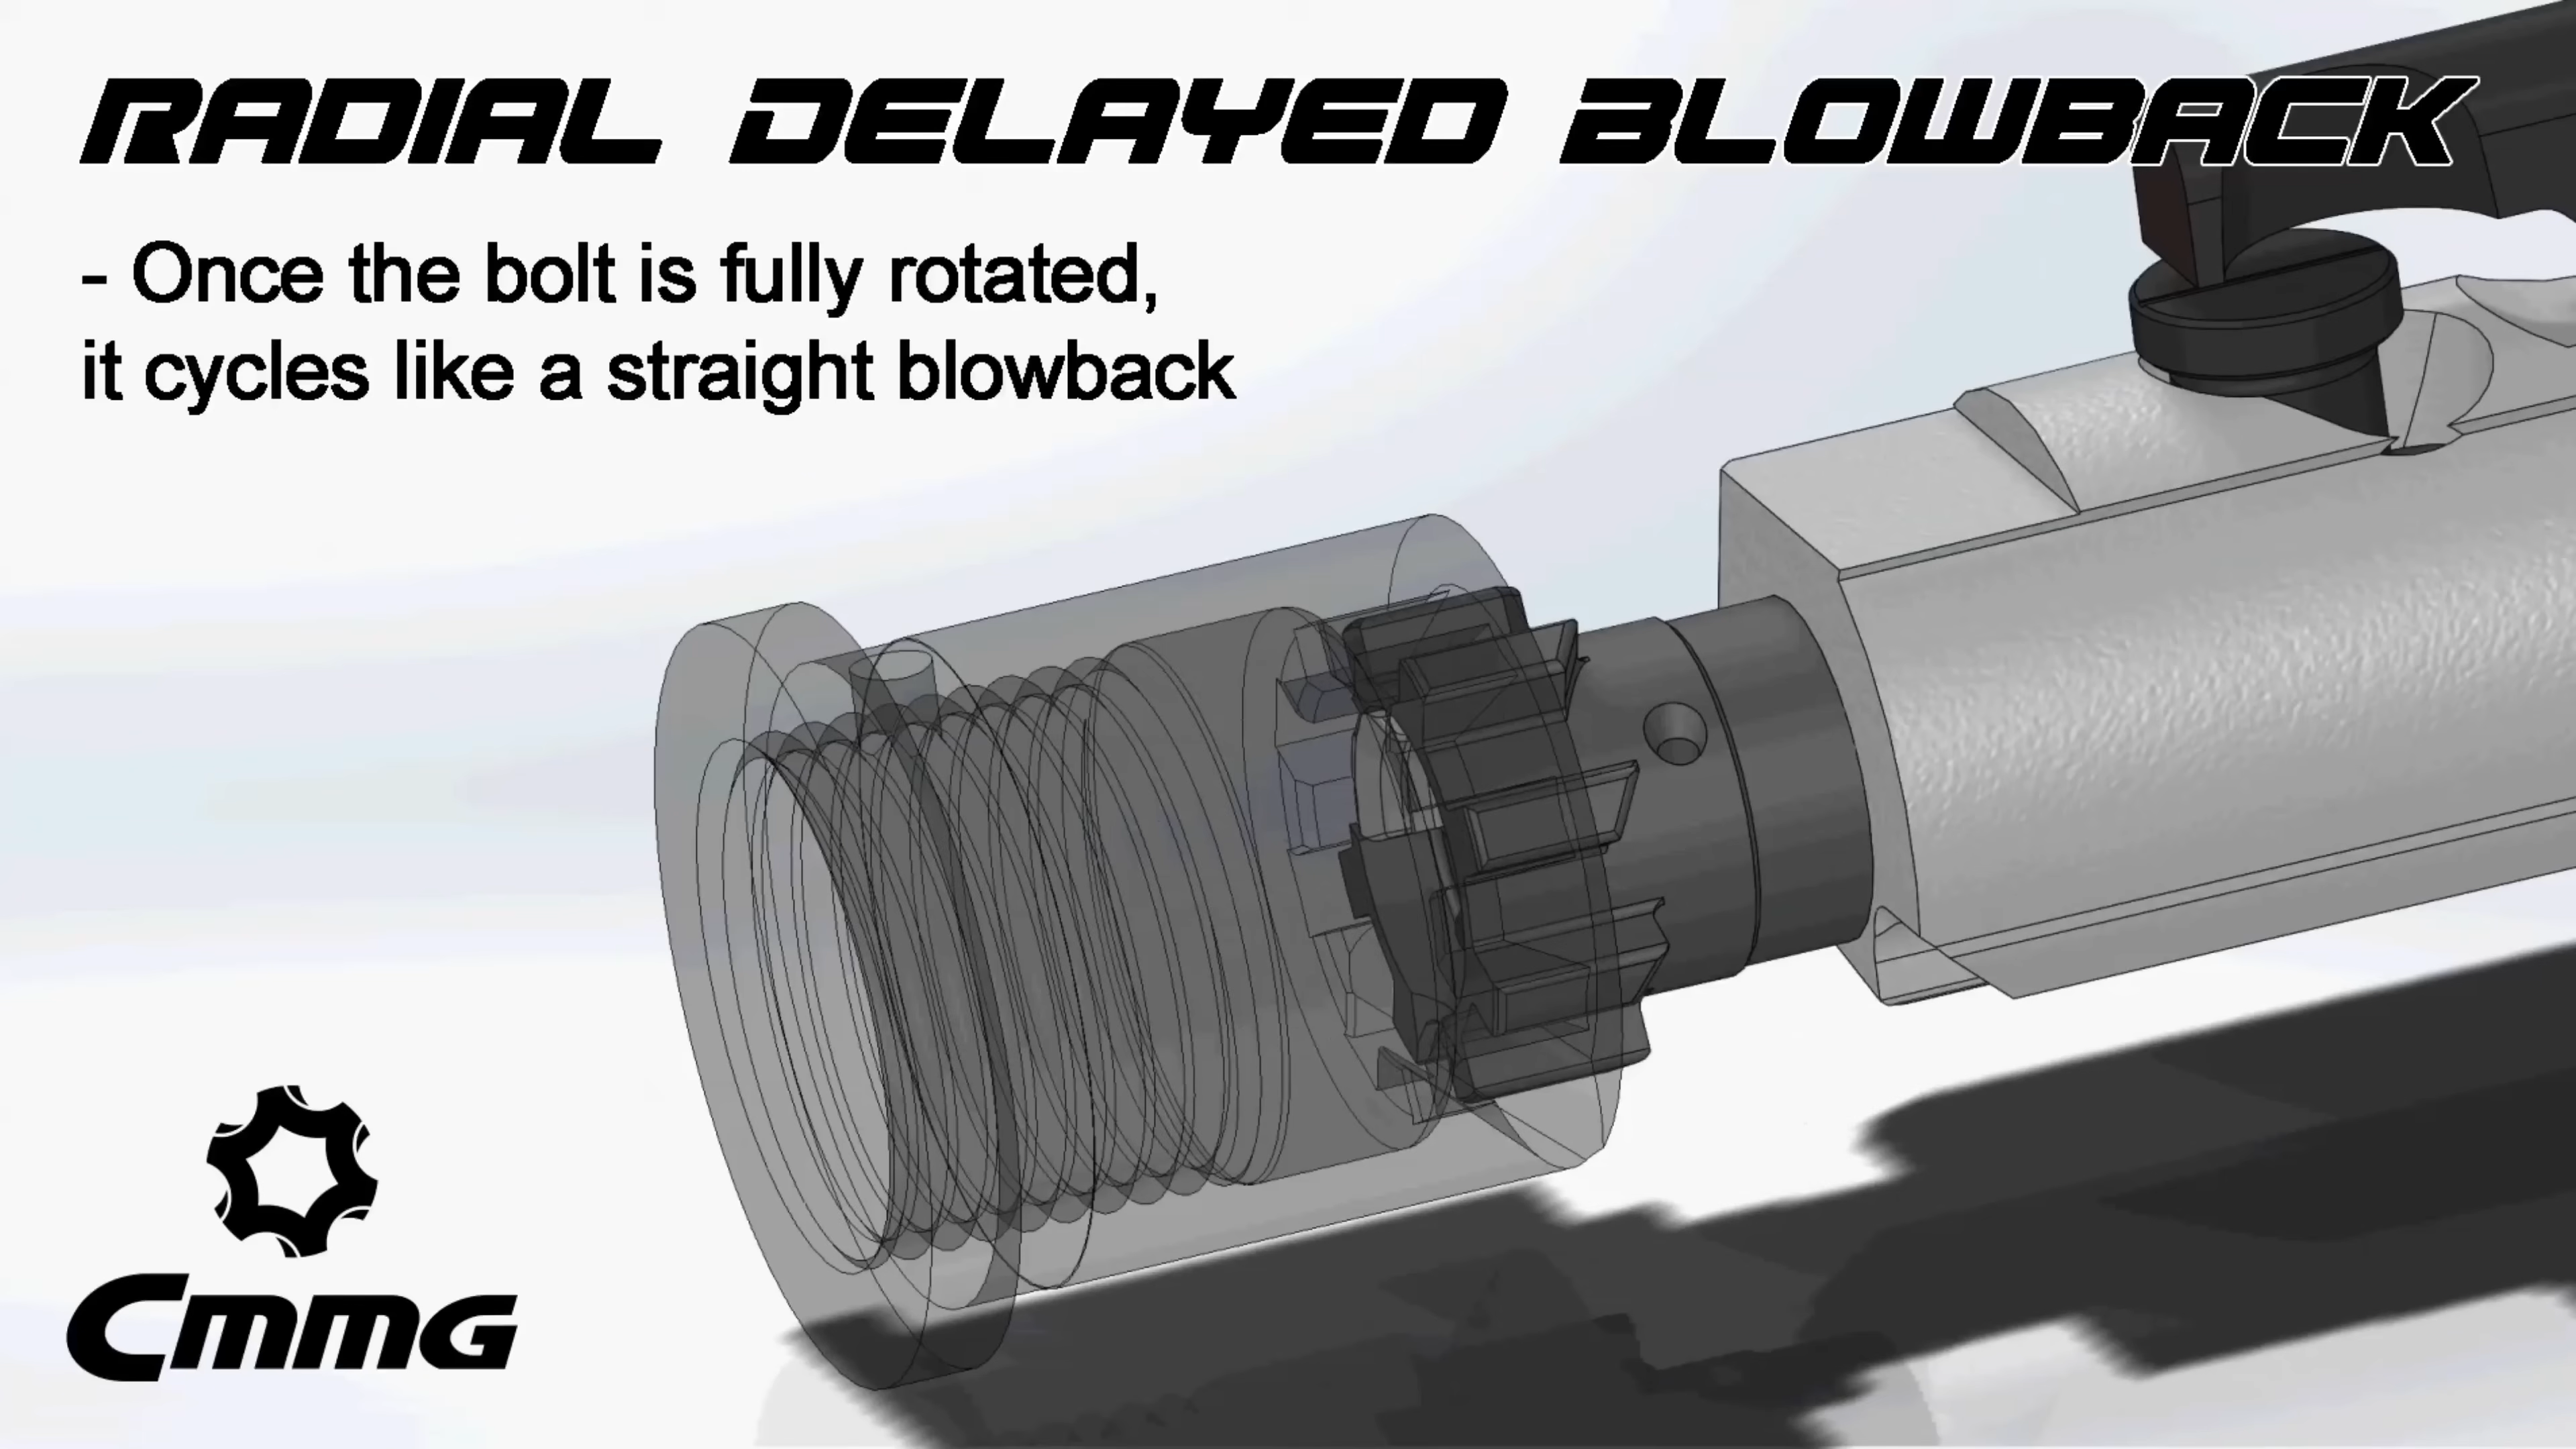 RADIAL DELAYED BLOWBACK
- Once the bolt is fully rotated,
it cycles like a straight blowback
CMMG